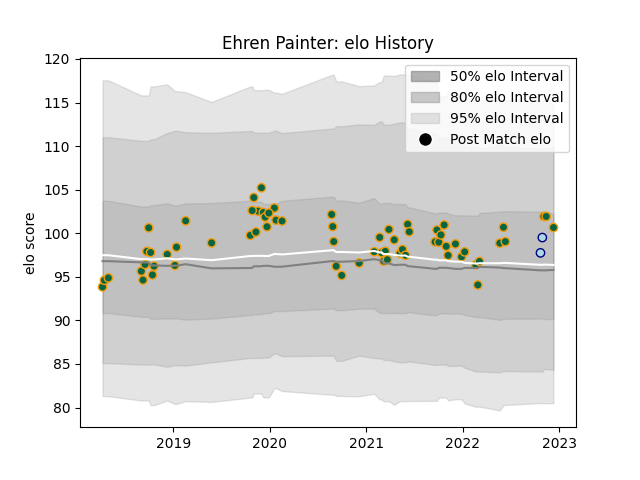 Ehren Painter: elo History
120
115
110
105
100
95
90
85
80
elo score
50% elo Interval
80% elo Interval
95% elo Interval
Post Match elo
2019
2020
2021
2022
2023